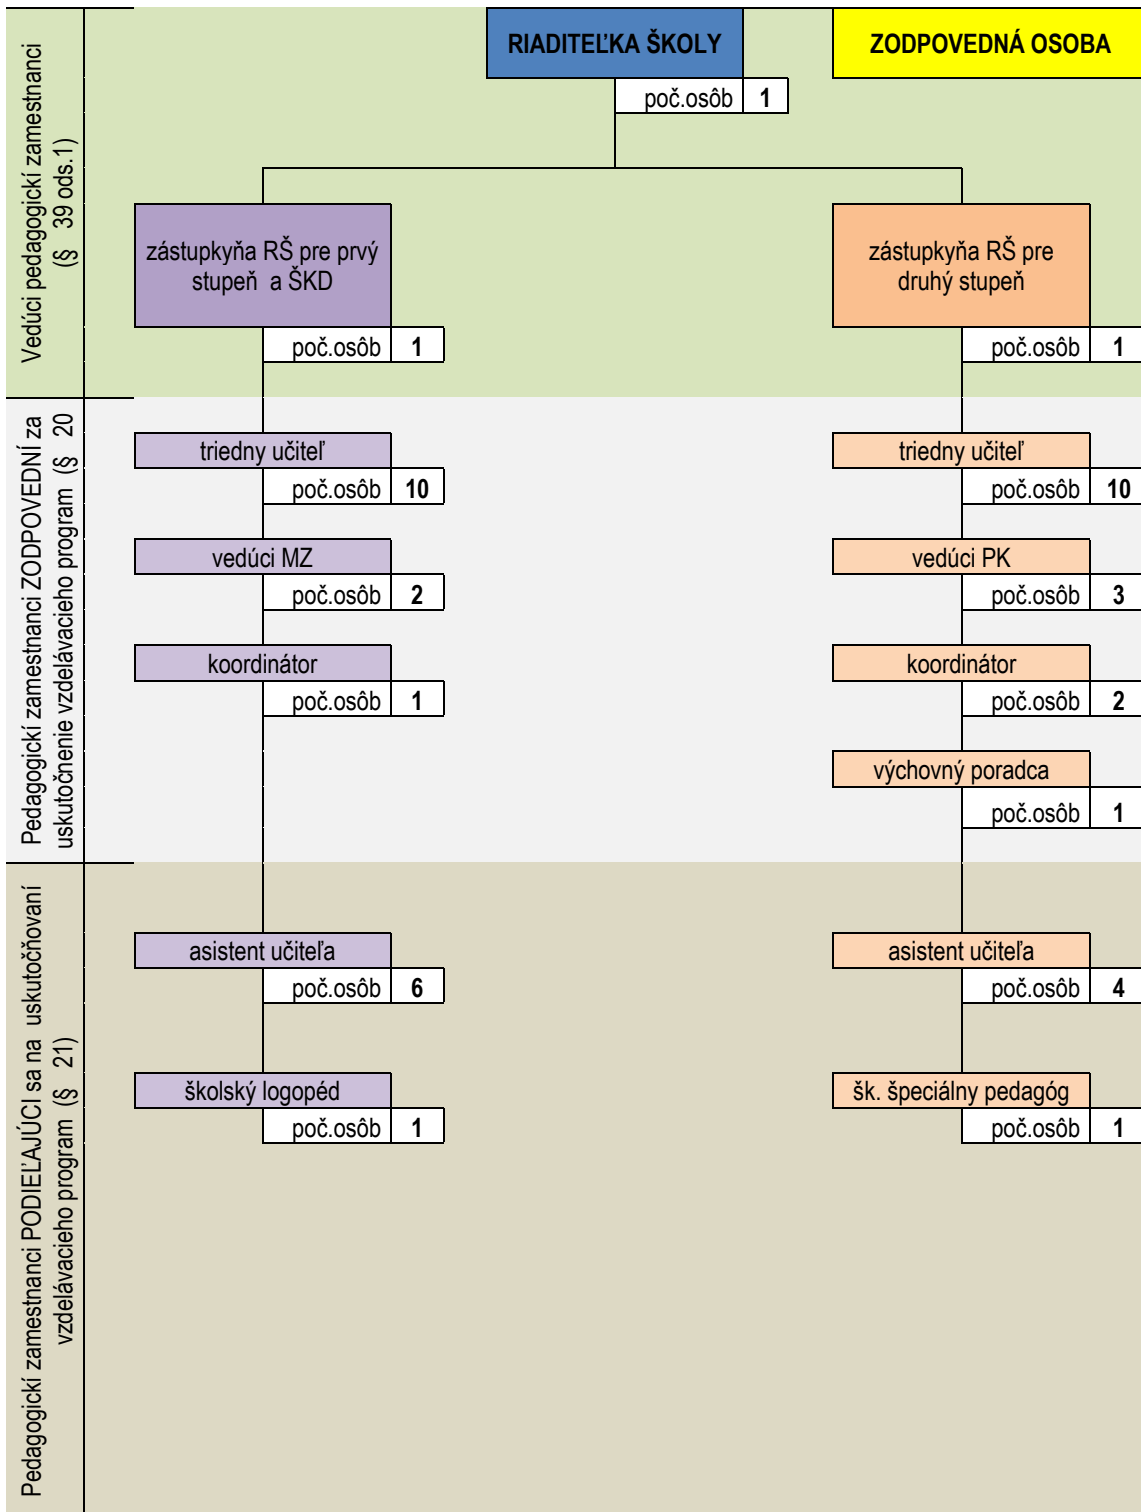 RIADITEĽKA ŠKOLY
ZODPOVEDNÁ OSOBA
poč.osôb 1
Vedúci pedagogickí zamestnanci
(§ 39 ods.1)
zástupkyňa RŠ pre prvý
stupeň a ŠKD
poč.osôb 1
zástupkyňa RŠ pre
druhý stupeň
poč.osôb 1
Pedagogickí zamestnanci ZODPOVEDNÍ za
uskutočnenie vzdelávacieho program (§ 20
triedny učiteľ
poč.osôb 10
triedny učiteľ
poč.osôb 10
vedúci MZ
poč.osôb 2
vedúci PK
poč.osôb 3
koordinátor
poč.osôb 1
koordinátor
poč.osôb 2
výchovný poradca
poč.osôb 1
Pedagogickí zamestnanci PODIEĽAJÚCI sa na uskutočňovaní
vzdelávacieho program (§ 21)
asistent učiteľa
poč.osôb 6
asistent učiteľa
poč.osôb 4
školský logopéd
poč.osôb 1
šk. špeciálny pedagóg
poč.osôb 1